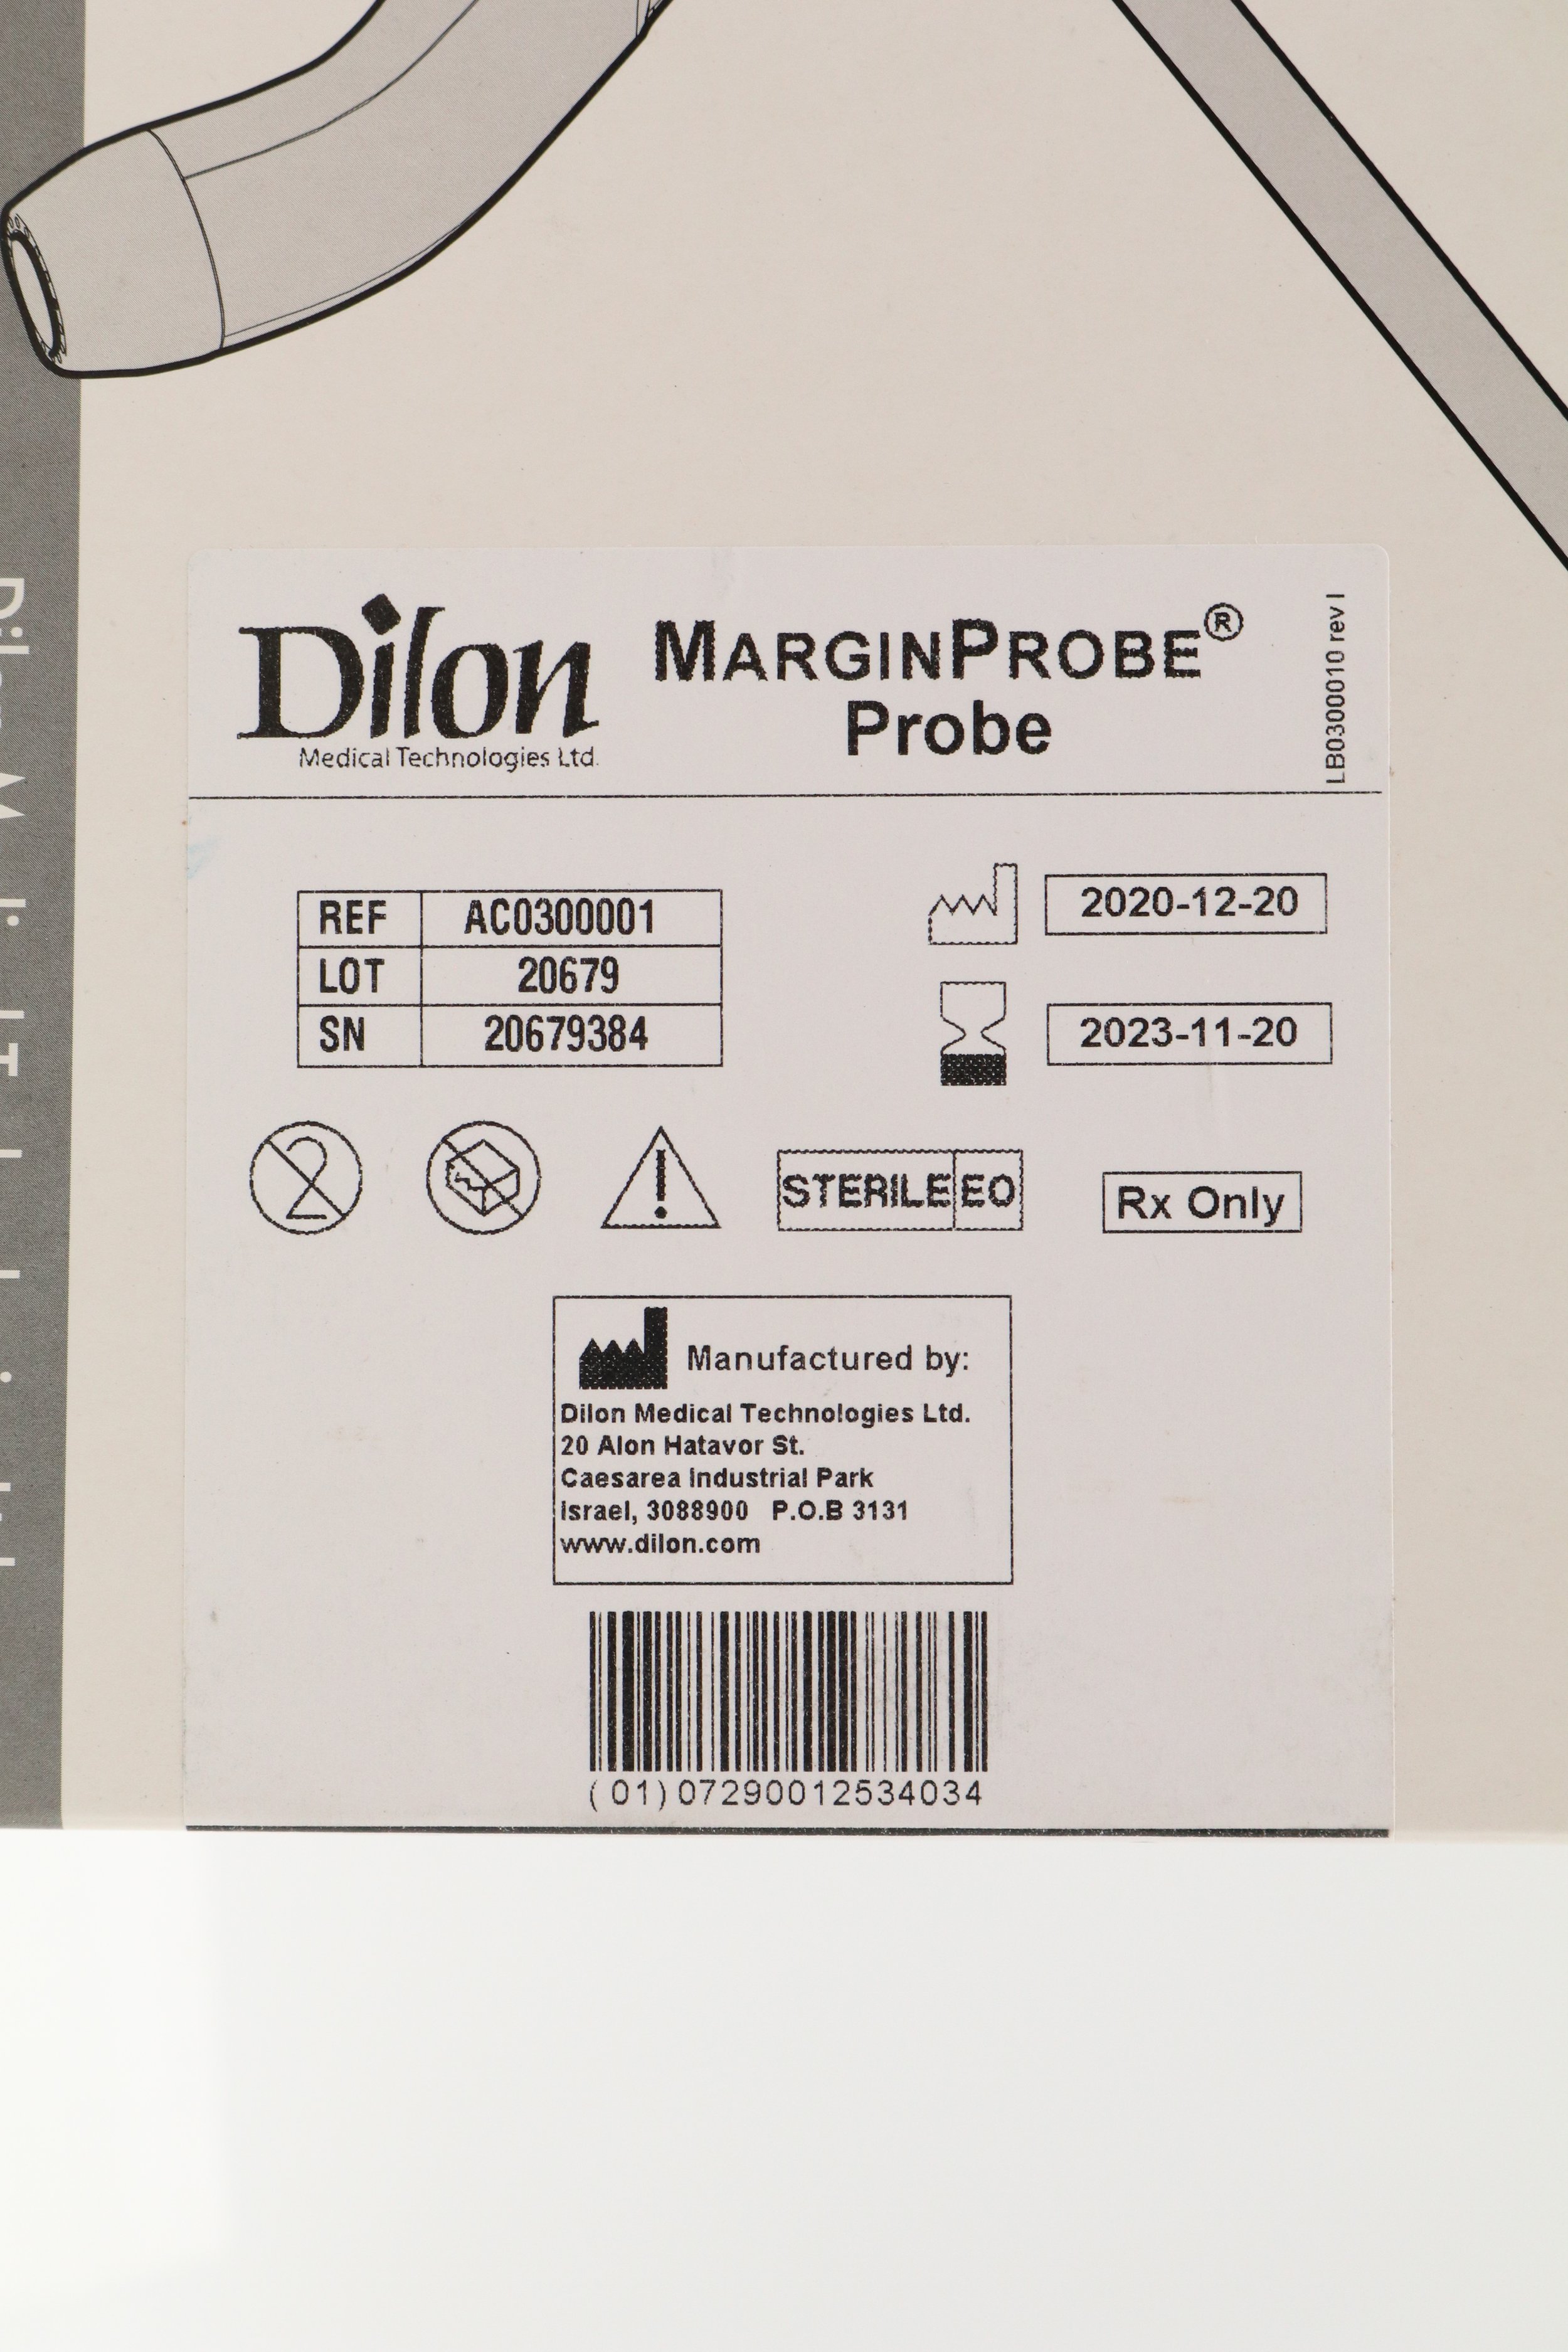 Dilon
Medical Technologies Ltd.
MARGINPROBE®
Probe
LB0300010 rev I
REF AC0300001
LOT 20679
SN 20679384
2020-12-20
2023-11-20
2
STERILE EO
Rx Only
Manufactured by:
Dilon Medical Technologies Ltd.
20 Alon Hatavor St.
Caesarea Industrial Park
Israel, 3088900 P.O.B 3131
www.dilon.com
(01)07290012534034